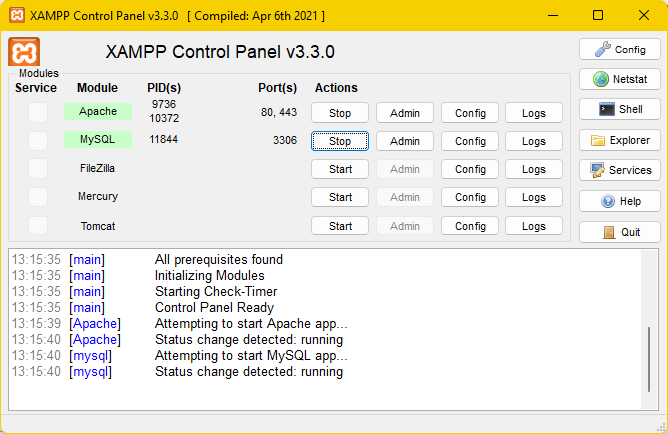 XAMPP Control Panel v3.3.0 [ Compiled: Apr 6th 2021 ]
XAMPP Control Panel v3.3.0
Config
Modules
Service Module PID(s) Port(s) Actions
Netstat
Apache 9736 10372 80, 443 Stop Admin Config Logs
Shell
MySQL 11844 3306 Stop Admin Config Logs
Explorer
FileZilla Start Admin Config Logs
Services
Mercury Start Admin Config Logs
Help
Tomcat Start Admin Config Logs
Quit
13:15:35 [main] All prerequisites found
13:15:35 [main] Initializing Modules
13:15:35 [main] Starting Check-Timer
13:15:35 [main] Control Panel Ready
13:15:39 [Apache] Attempting to start Apache app...
13:15:40 [Apache] Status change detected: running
13:15:40 [mysql] Attempting to start MySQL app...
13:15:40 [mysql] Status change detected: running